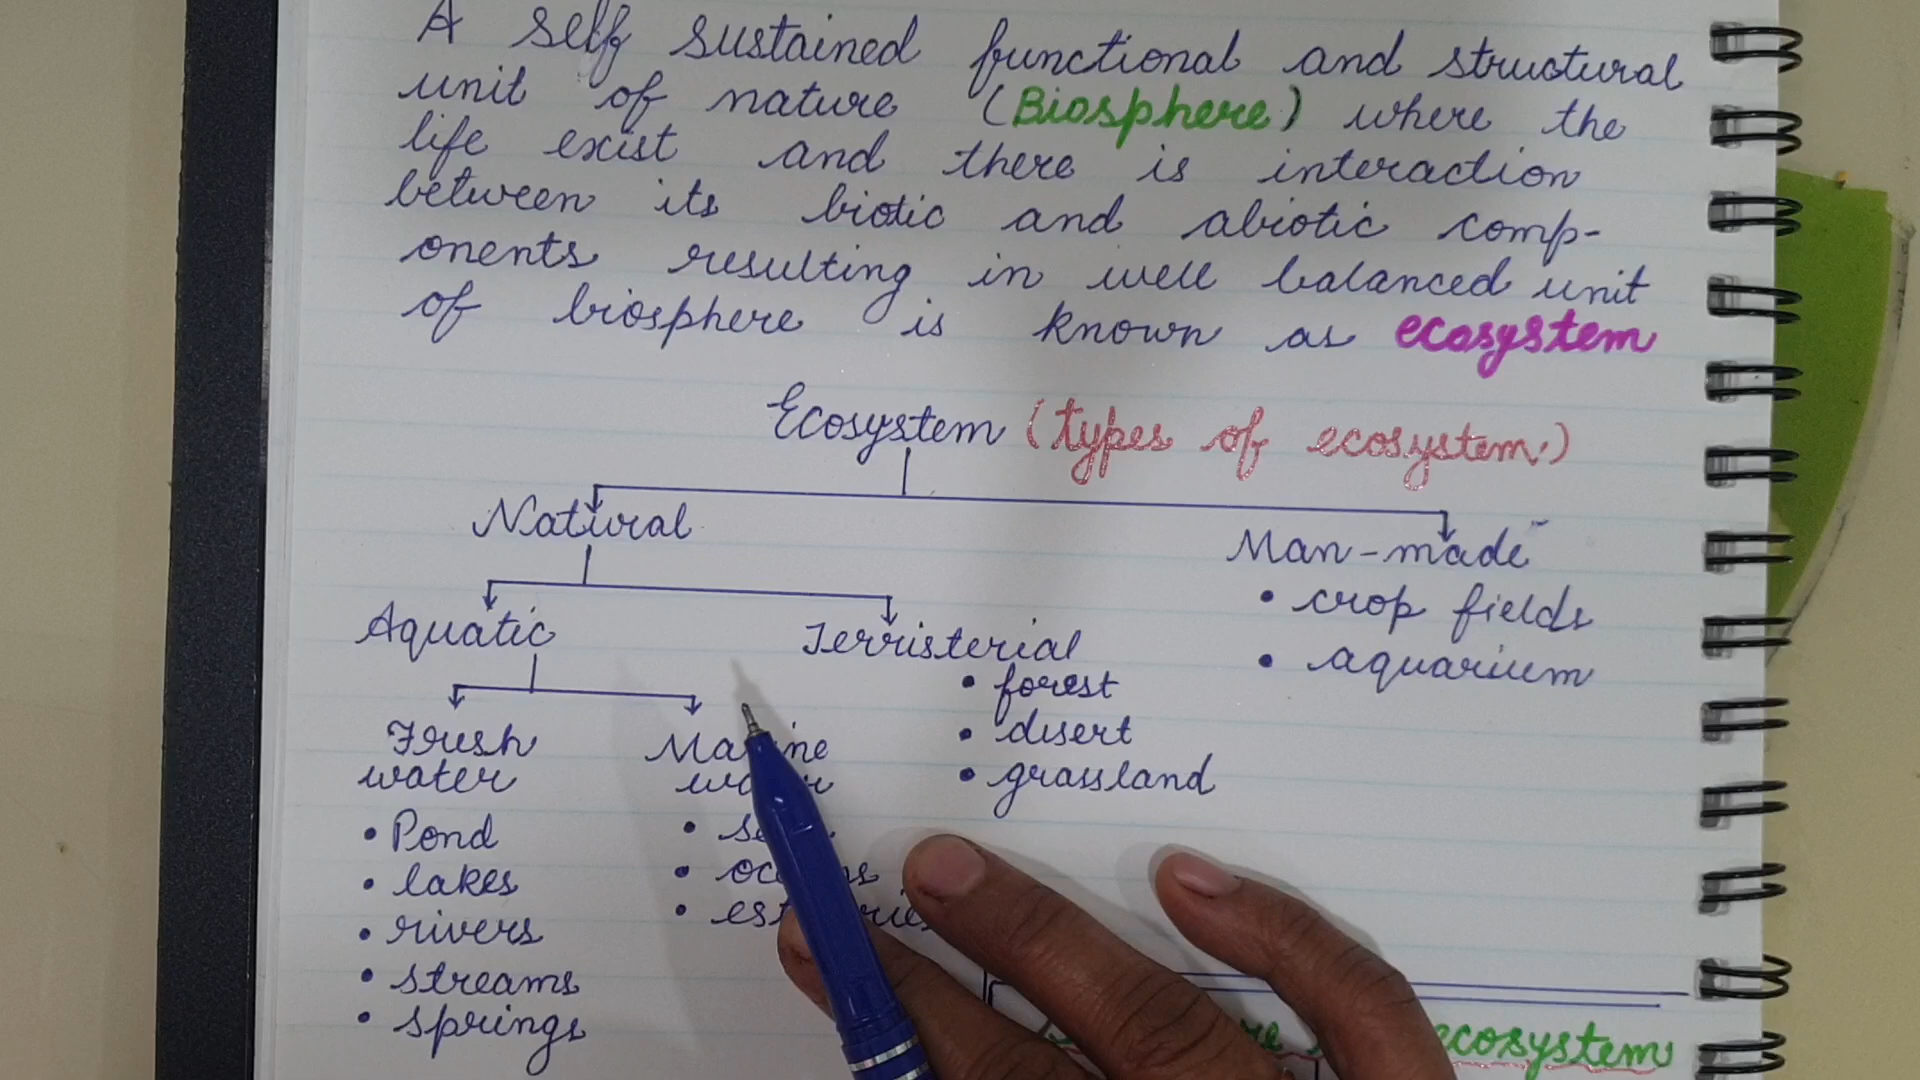 A self sustained functional and structural
unit of nature (Biosphere) where the
life exist and there is interaction
between its biotic and abiotic comp-
onents resulting in well balanced unit
of biosphere is known as ecosystem
Ecosystem (types of ecosystem)
Natural
Man-made
• crop fields
• aquarium
Aquatic
Terristerial
• forest
• desert
• grassland
Fresh
water
• Pond
• lakes
• rivers
• streams
• springs
Marine
water
ecosystem